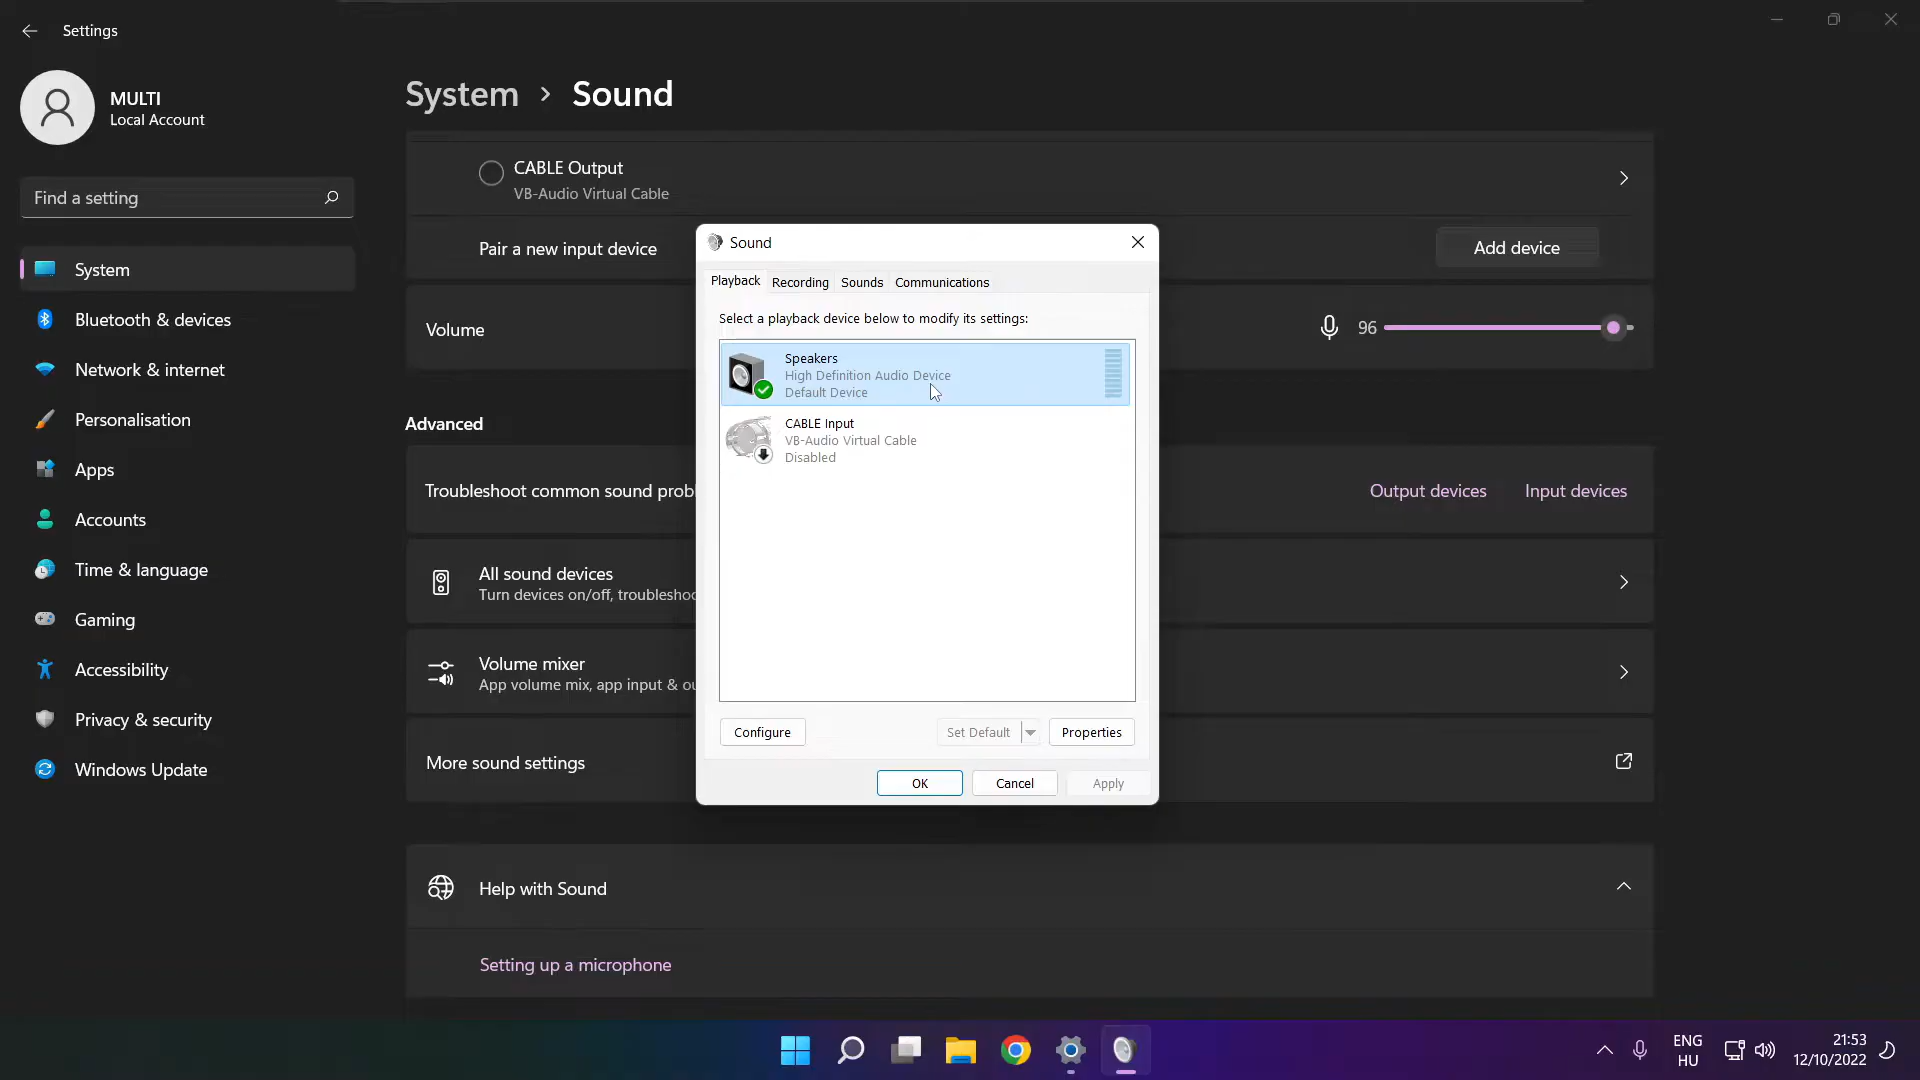 Settings
MULTI
Local Account
Find a setting
System
Bluetooth & devices
Network & internet
Personalisation
Apps
Accounts
Time & language
Gaming
Accessibility
Privacy & security
Windows Update
System > Sound
CABLE Output
VB-Audio Virtual Cable
Pair a new input device
Add device
Volume
96
Advanced
Troubleshoot common sound probl
Output devices
Input devices
All sound devices
Turn devices on/off, troubleshoo
Volume mixer
App volume mix, app input & ou
More sound settings
Help with Sound
Setting up a microphone
Sound
Playback
Recording
Sounds
Communications
Select a playback device below to modify its settings:
Speakers
High Definition Audio Device
Default Device
CABLE Input
VB-Audio Virtual Cable
Disabled
Configure
Set Default
Properties
OK
Cancel
Apply
ENG
HU
21:53
12/10/2022